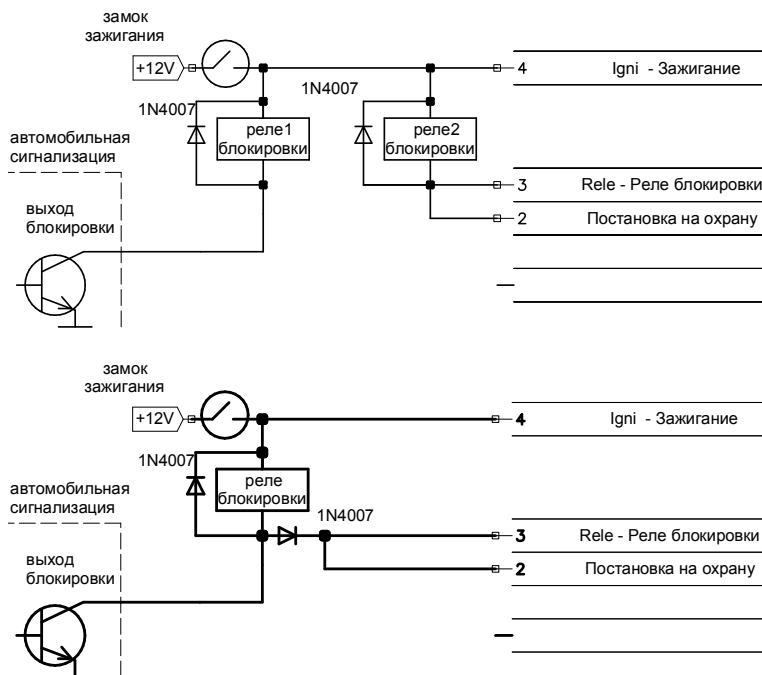 замок
зажигания
+12V
4 Igni - Зажигание
1N4007
1N4007
автомобильная
сигнализация
реле1
блокировки
реле2
блокировки
3 Rele - Реле блокировки
2 Постановка на охрану
выход
блокировки
замок
зажигания
+12V
4 Igni - Зажигание
1N4007
реле
блокировки
автомобильная
сигнализация
1N4007
3 Rele - Реле блокировки
2 Постановка на охрану
выход
блокировки